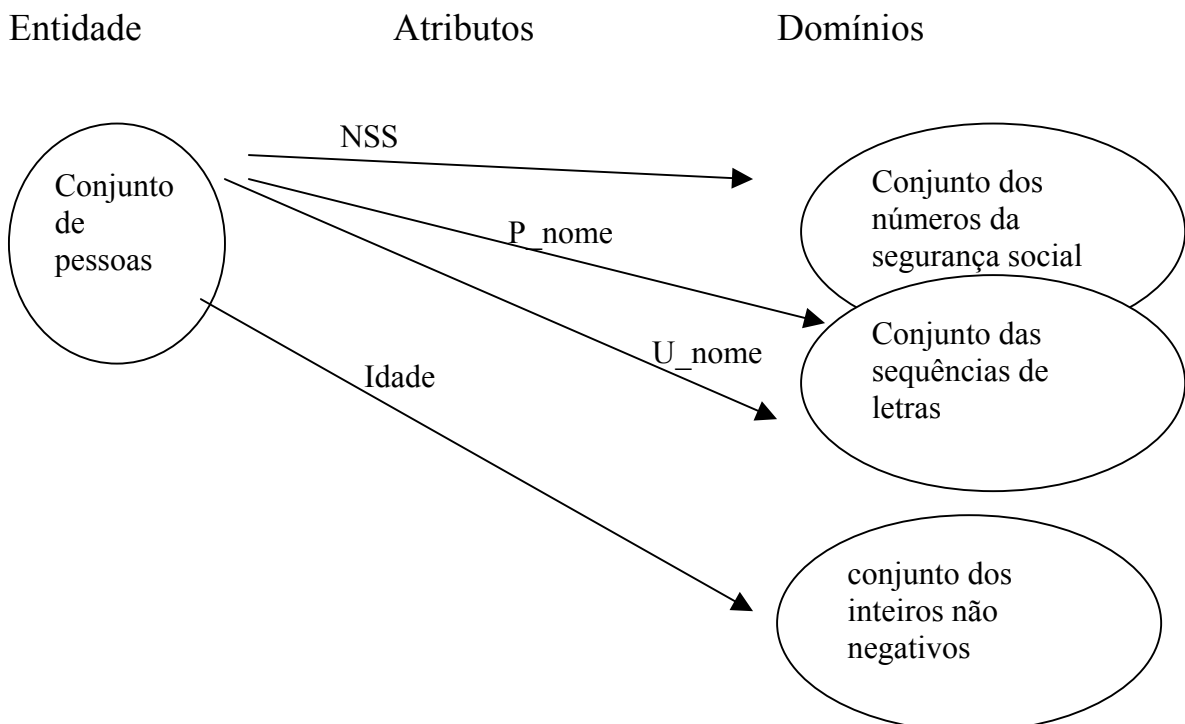 Entidade Atributos Domínios
NSS
Conjunto
de
pessoas
Conjunto dos
números da
segurança social
P_nome
Conjunto das
sequências de
letras
U_nome
Idade
conjunto dos
inteiros não
negativos